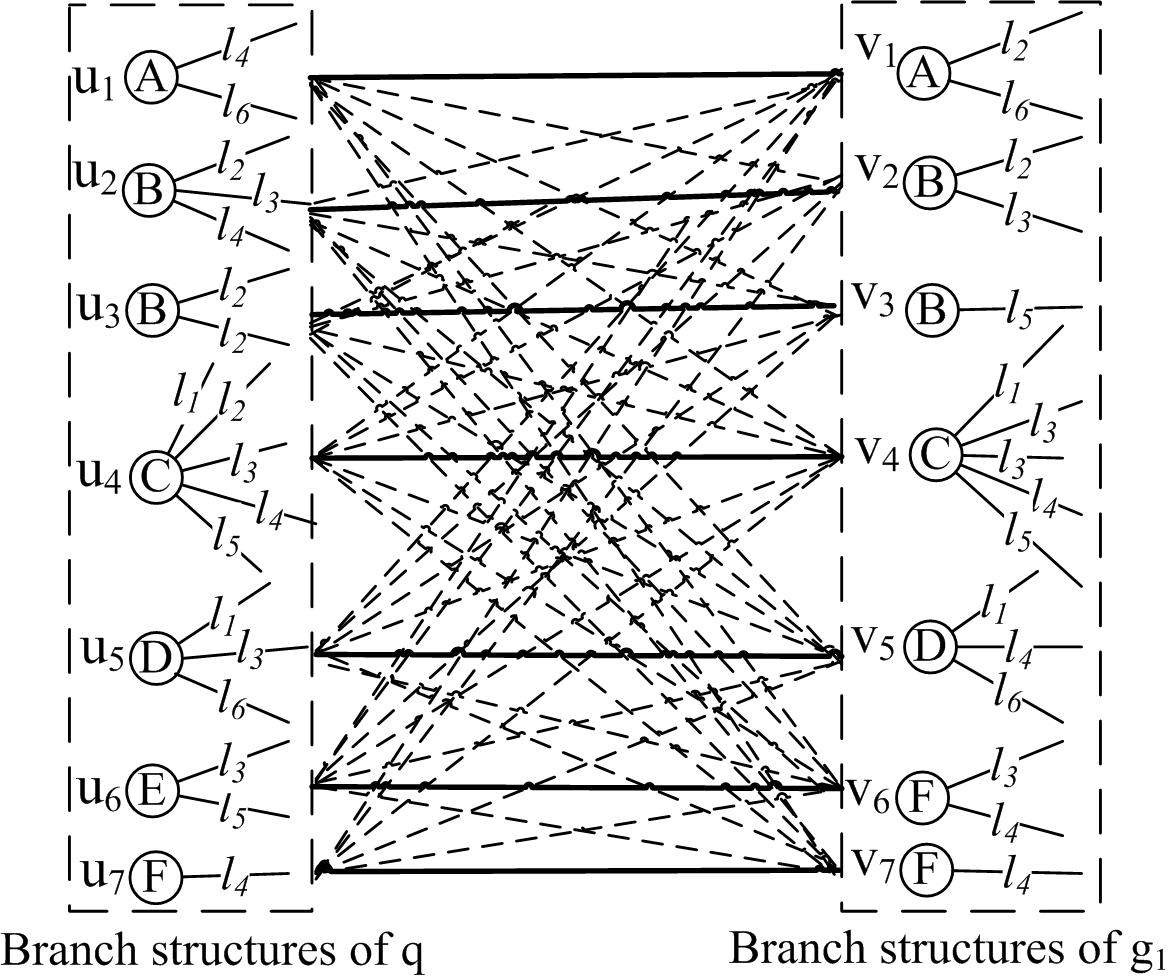 l4
u1 A
l6
l2
u2 B l3
l4
l2
u3 B
l2
l1 l2
l3
u4 C
l4
l5
l1
u5 D l3
l6
l3
u6 E
l5
u7 F l4
Branch structures of q
l2
v1 A
l6
l2
v2 B
l3
v3 B l5
l1
l3
v4 C l3
l4
l5
l1
v5 D l4
l6
l3
v6 F
l4
v7 F l4
Branch structures of g1